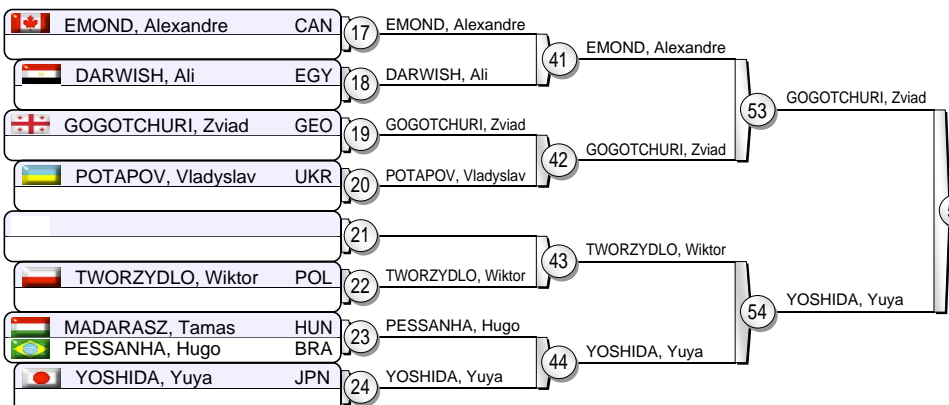 EMOND, Alexandre CAN
17
EMOND, Alexandre
41
EMOND, Alexandre
DARWISH, Ali EGY
18
DARWISH, Ali
53
GOGOTCHURI, Zviad
GOGOTCHURI, Zviad GEO
19
GOGOTCHURI, Zviad
42
GOGOTCHURI, Zviad
POTAPOV, Vladyslav UKR
20
POTAPOV, Vladyslav
21
43
TWORZYDLO, Wiktor
TWORZYDLO, Wiktor POL
22
TWORZYDLO, Wiktor
54
YOSHIDA, Yuya
MADARASZ, Tamas HUN
PESSANHA, Hugo BRA
23
PESSANHA, Hugo
44
YOSHIDA, Yuya
YOSHIDA, Yuya JPN
24
YOSHIDA, Yuya